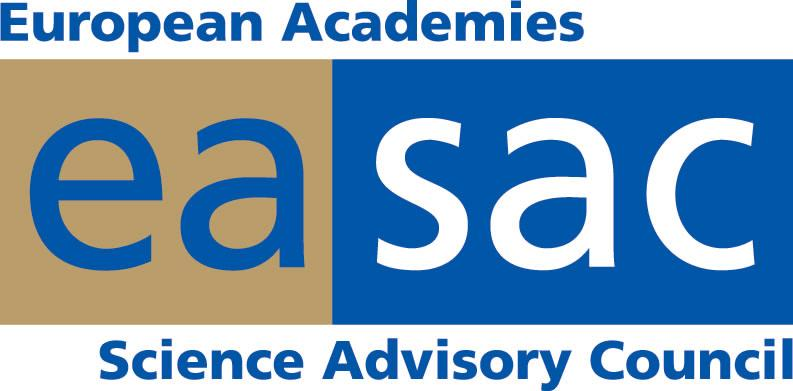 European Academies
easac
Science Advisory Council